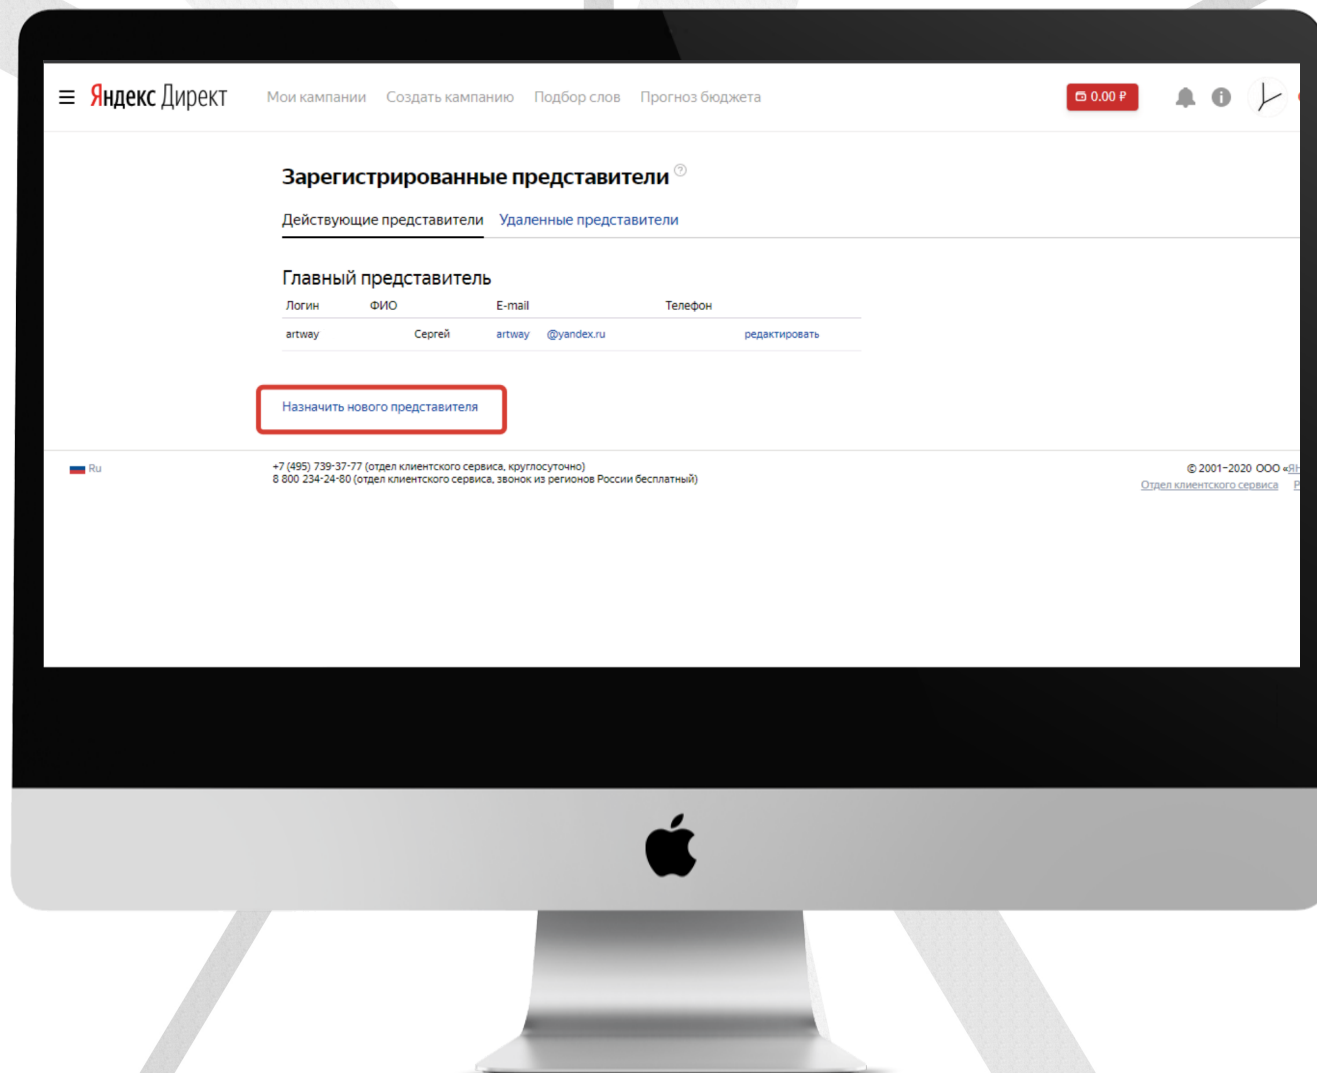 Яндекс Директ Мои кампании Создать кампанию Подбор слов Прогноз бюджета 0.00 ₽
Зарегистрированные представители ?
Действующие представители Удаленные представители
Главный представитель
Логин ФИО E-mail Телефон
artway Сергей artway @yandex.ru редактировать
Назначить нового представителя
Ru +7 (495) 739-37-77 (отдел клиентского сервиса, круглосуточно) © 2001-2020 ООО «ЯН
8 800 234-24-80 (отдел клиентского сервиса, звонок из регионов России бесплатный) Отдел клиентского сервиса